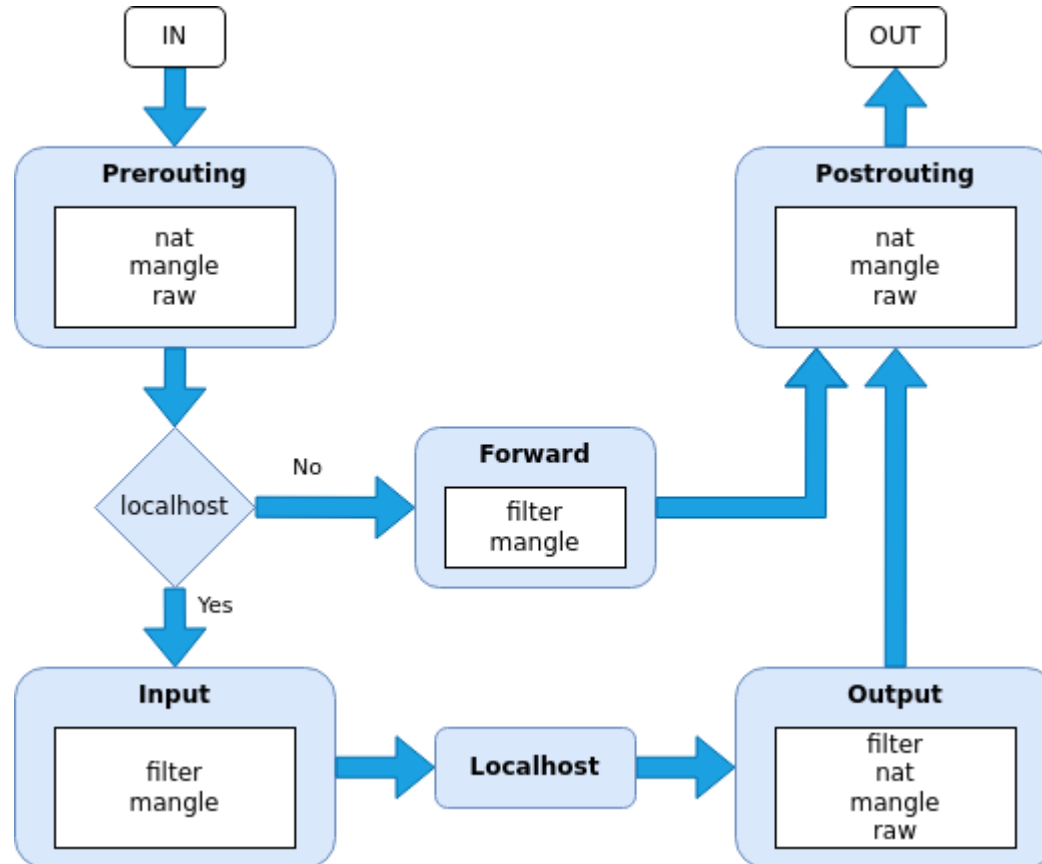 IN
OUT
Prerouting
nat
mangle
raw
Postrouting
nat
mangle
raw
localhost
No
Yes
Forward
filter
mangle
Input
filter
mangle
Localhost
Output
filter
nat
mangle
raw